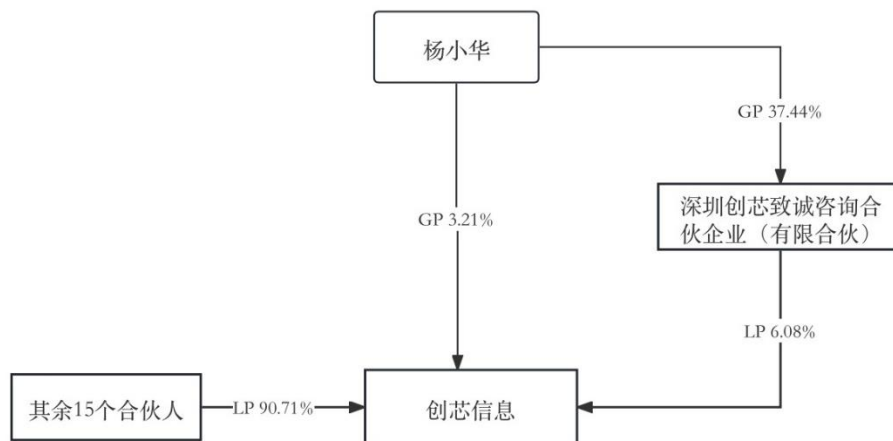 杨小华
GP 37.44%
深圳创芯致诚咨询合
伙企业（有限合伙）
GP 3.21%
LP 6.08%
其余15个合伙人
LP 90.71%
创芯信息